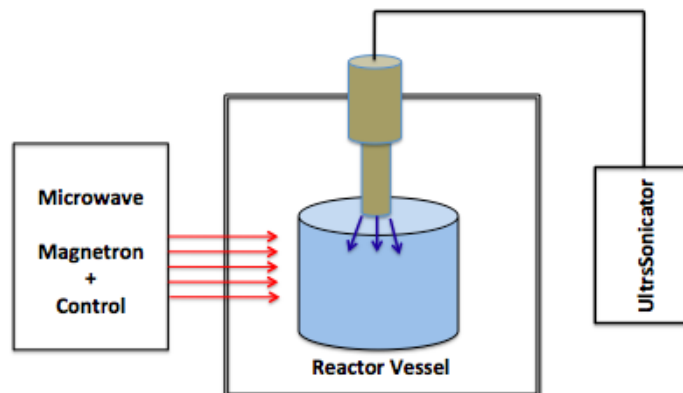 Microwave
Magnetron
+
Control
Reactor Vessel
UltrsSonicator